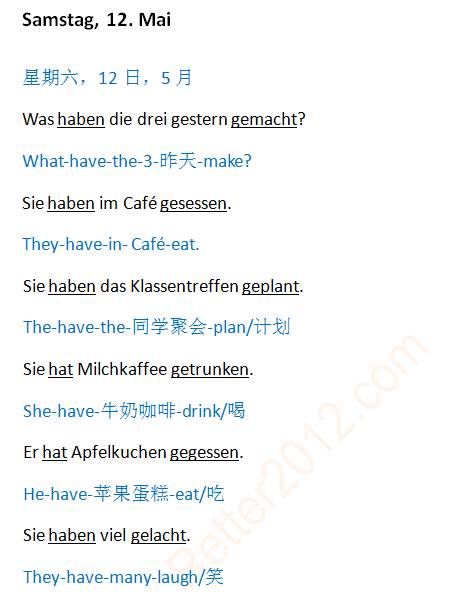 Samstag, 12. Mai
星期六，12 日，5 月
Was haben die drei gestern gemacht?
What-have-the-3-昨天-make?
Sie haben im Café gesessen.
They-have-in- Café-eat.
Sie haben das Klassentreffen geplant.
The-have-the-同学聚会-plan/计划
Sie hat Milchkaffee getrunken.
She-have-牛奶咖啡-drink/喝
Er hat Apfelkuchen gegessen.
He-have-苹果蛋糕-eat/吃
Sie haben viel gelacht.
They-have-many-laugh/笑
Retter2012.com